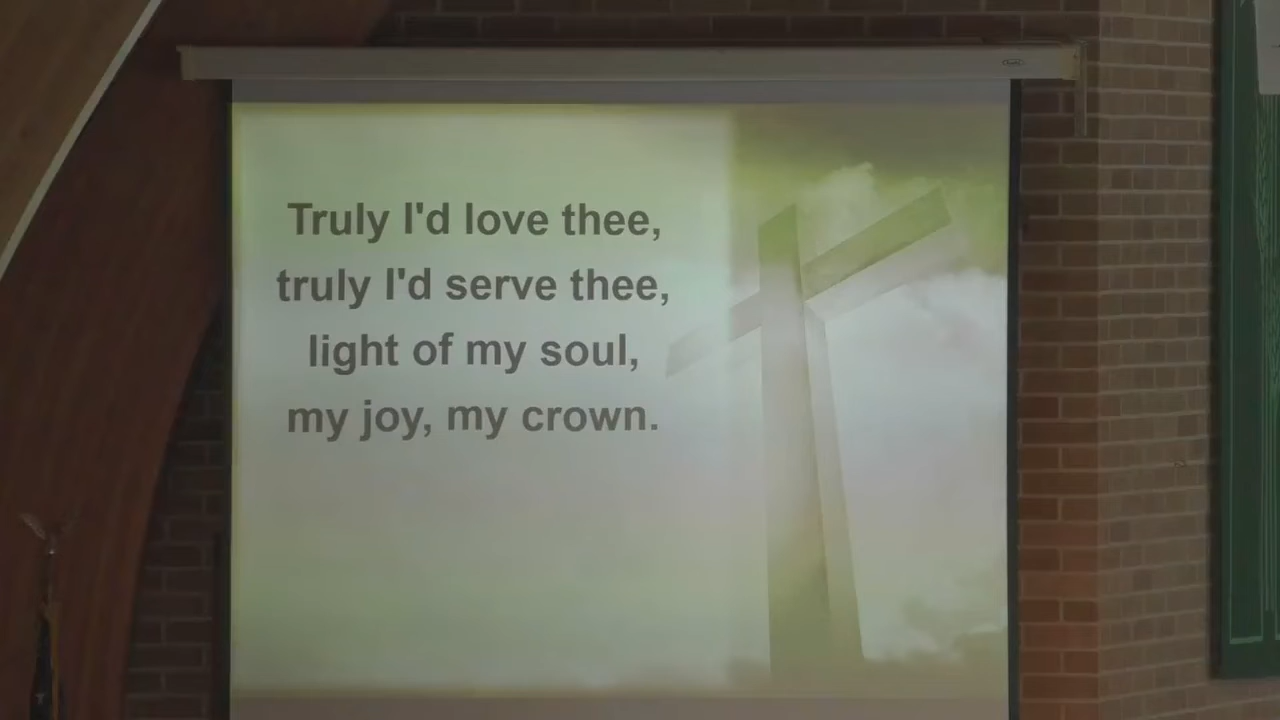 Truly I'd love thee,
truly I'd serve thee,
light of my soul,
my joy, my crown.